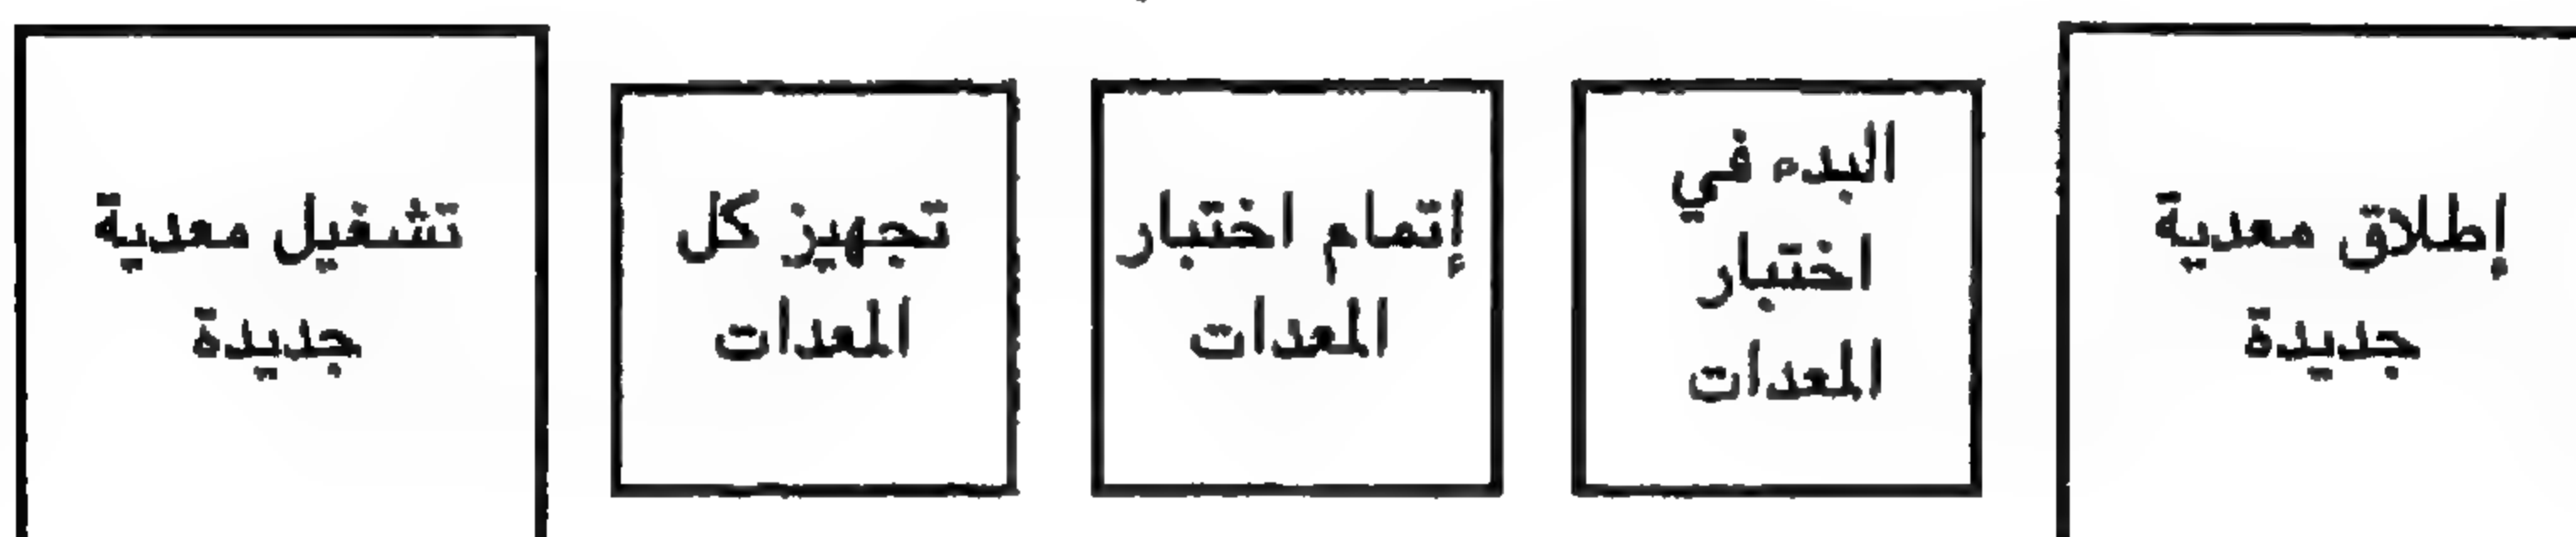 إطلاق معدية
جديدة
البدء في
اختبار
المعدات
إتمام اختبار
المعدات
تجهيز كل
المعدات
تشغيل معدية
جديدة